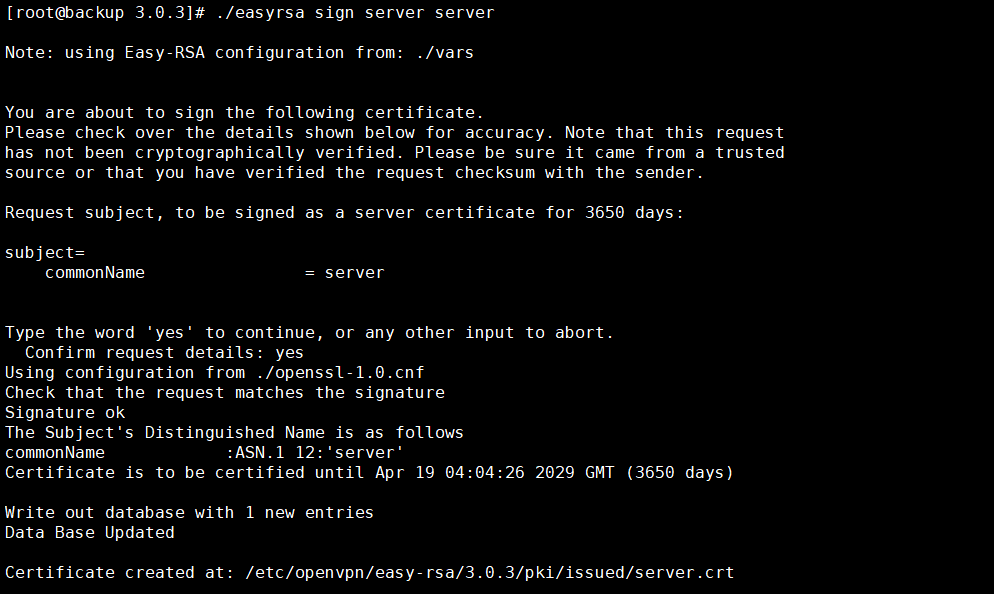 [root@backup 3.0.3]# ./easyrsa sign server server
Note: using Easy-RSA configuration from: ./vars
You are about to sign the following certificate.
Please check over the details shown below for accuracy. Note that this request
has not been cryptographically verified. Please be sure it came from a trusted
source or that you have verified the request checksum with the sender.
Request subject, to be signed as a server certificate for 3650 days:
subject=
    commonName                = server
Type the word 'yes' to continue, or any other input to abort.
  Confirm request details: yes
Using configuration from ./openssl-1.0.cnf
Check that the request matches the signature
Signature ok
The Subject's Distinguished Name is as follows
commonName            :ASN.1 12:'server'
Certificate is to be certified until Apr 19 04:04:26 2029 GMT (3650 days)
Write out database with 1 new entries
Data Base Updated
Certificate created at: /etc/openvpn/easy-rsa/3.0.3/pki/issued/server.crt